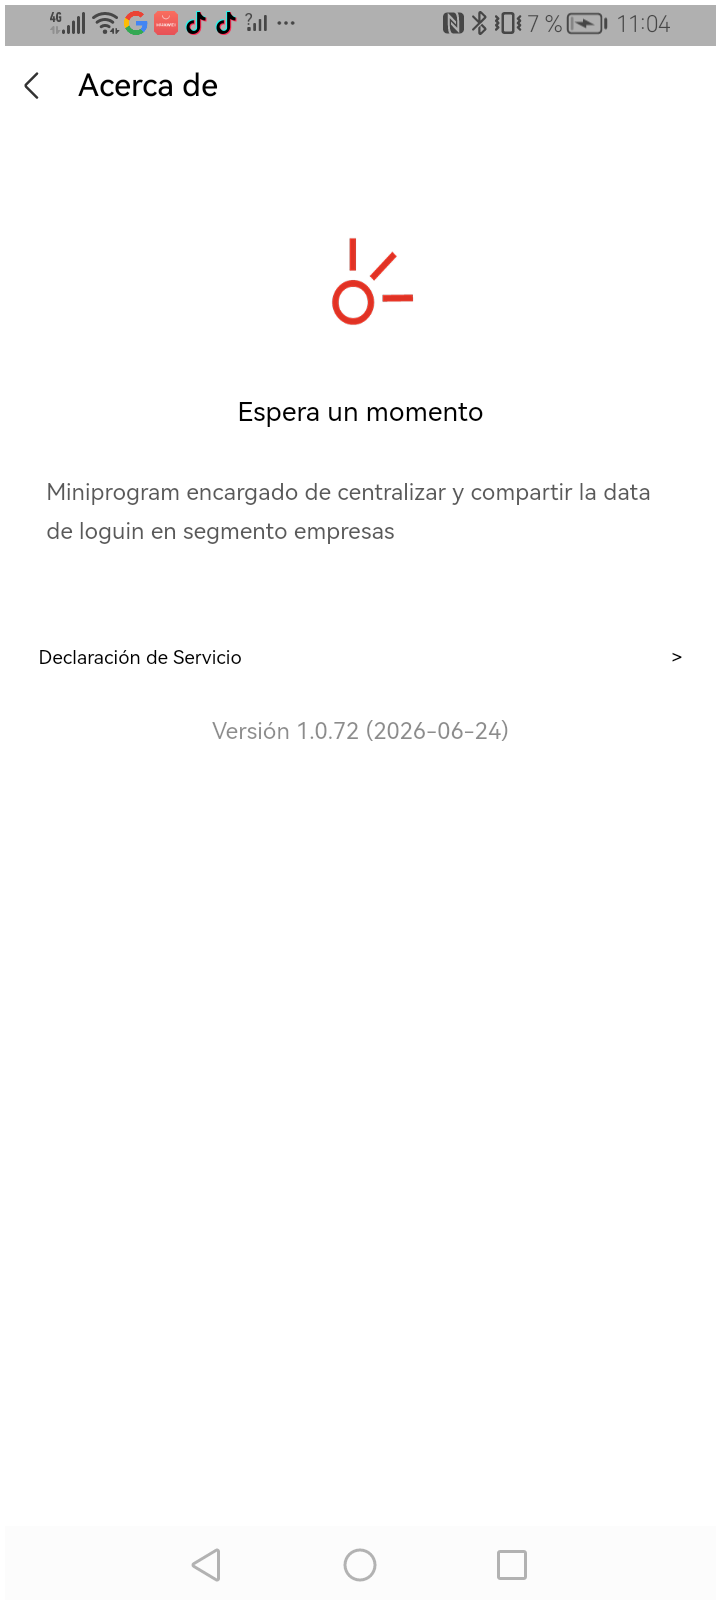 4G ? ... 7 % 11:04
Acerca de
Espera un momento
Miniprogram encargado de centralizar y compartir la data
de loguin en segmento empresas
Declaración de Servicio >
Versión 1.0.72 (2026-06-24)